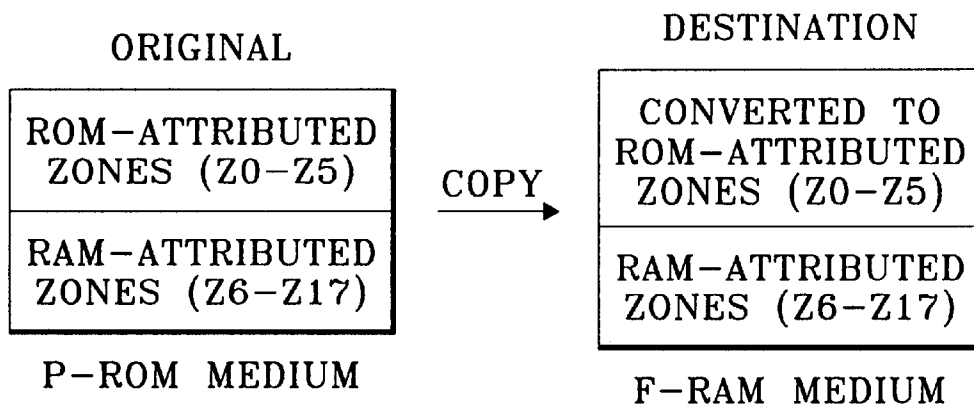 ORIGINAL
ROM-ATTRIBUTED
ZONES (Z0-Z5)
RAM-ATTRIBUTED
ZONES (Z6-Z17)
P-ROM MEDIUM
COPY
DESTINATION
CONVERTED TO
ROM-ATTRIBUTED
ZONES (Z0-Z5)
RAM-ATTRIBUTED
ZONES (Z6-Z17)
F-RAM MEDIUM